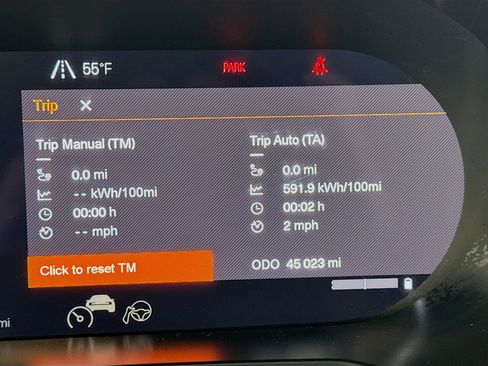 55°F PARK
Trip
Trip Manual (TM)
0.0 mi
-- kWh/100mi
00:00 h
-- mph
Click to reset TM
Trip Auto (TA)
0.0 mi
591.9 kWh/100mi
00:02 h
2 mph
ODO 45 023 mi
mi